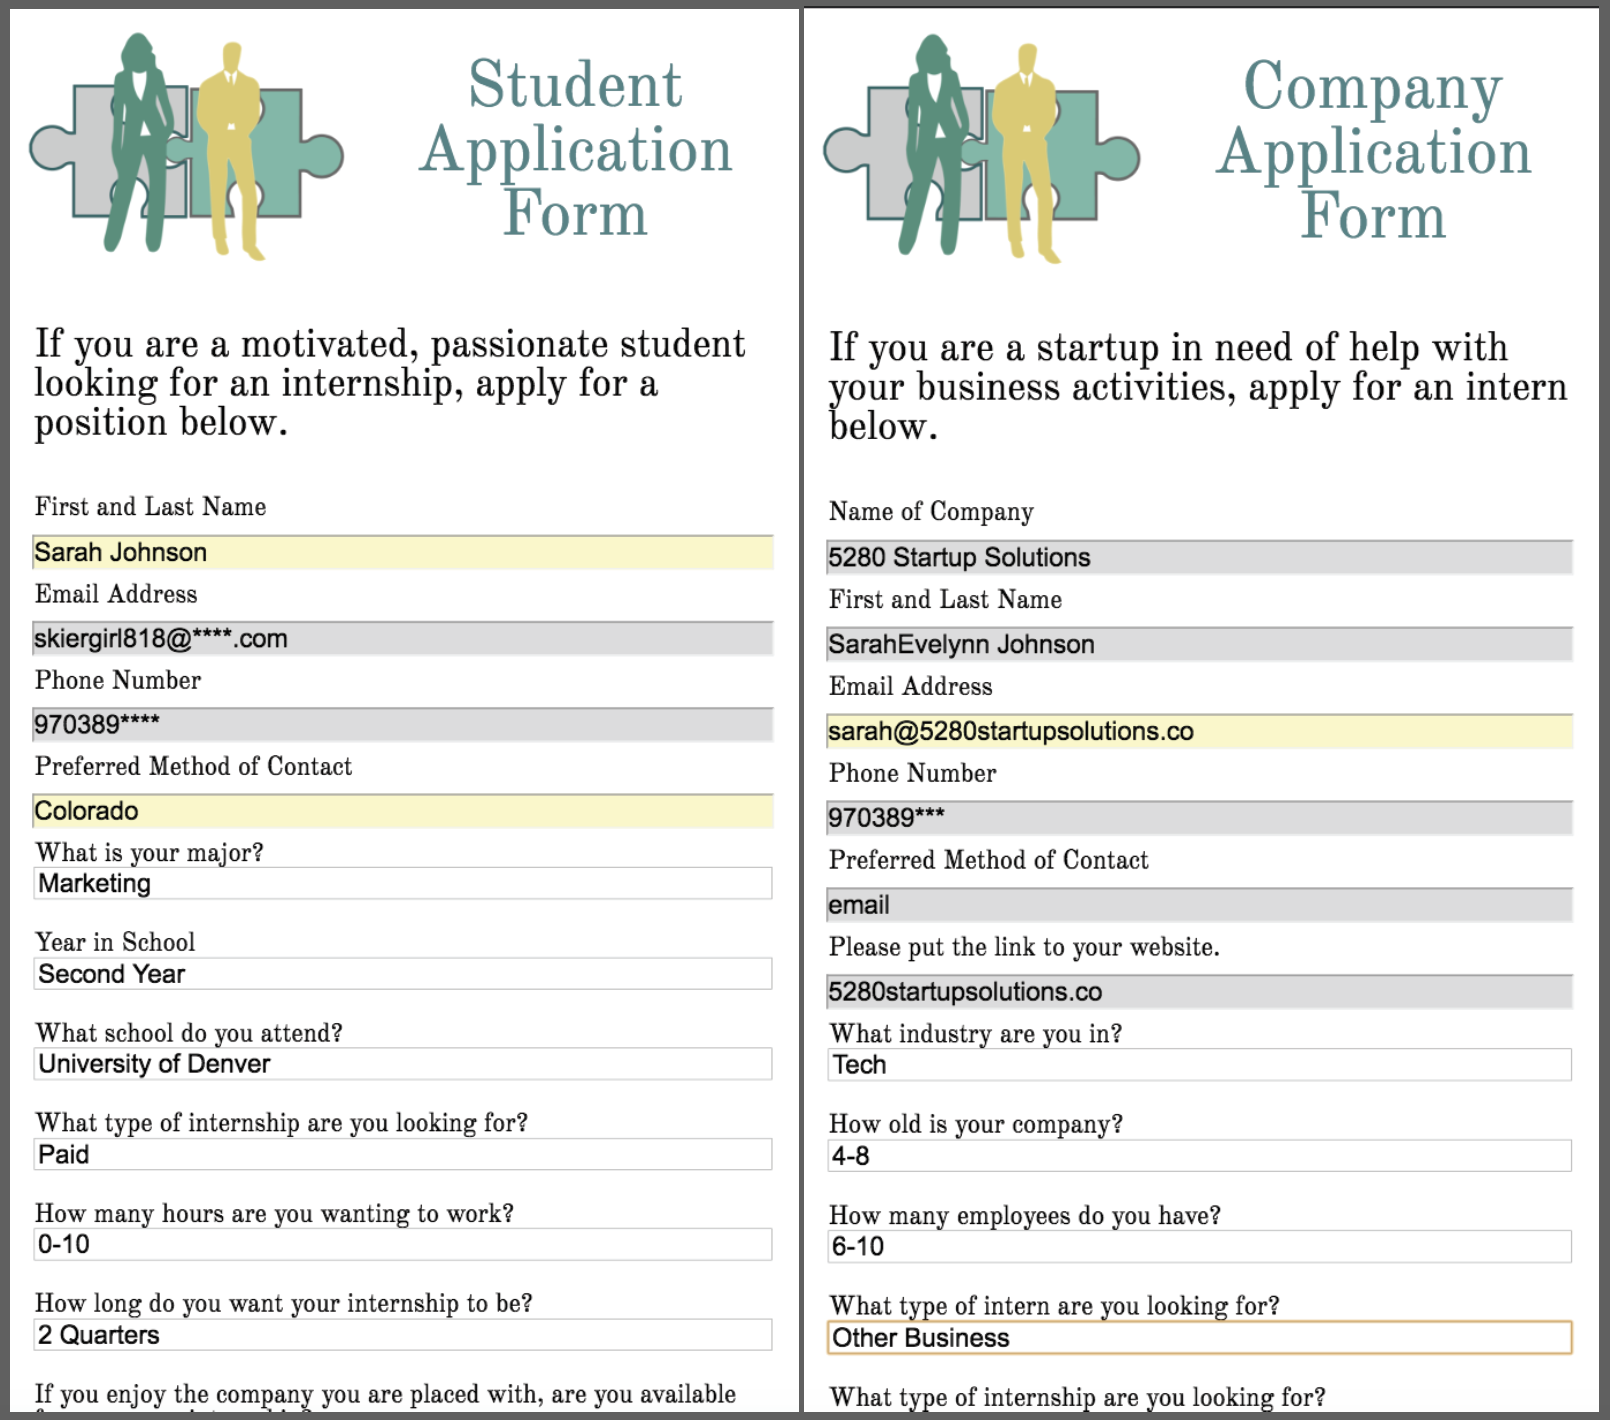 Student
Application
Form
If you are a motivated, passionate student
looking for an internship, apply for a
position below.
First and Last Name
Sarah Johnson
Email Address
skiergirl818@****.com
Phone Number
970389****
Preferred Method of Contact
Colorado
What is your major?
Marketing
Year in School
Second Year
What school do you attend?
University of Denver
What type of internship are you looking for?
Paid
How many hours are you wanting to work?
0-10
How long do you want your internship to be?
2 Quarters
If you enjoy the company you are placed with, are you available
Company
Application
Form
If you are a startup in need of help with
your business activities, apply for an intern
below.
Name of Company
5280 Startup Solutions
First and Last Name
SarahEvelynn Johnson
Email Address
sarah@5280startupsolutions.co
Phone Number
970389***
Preferred Method of Contact
email
Please put the link to your website.
5280startupsolutions.co
What industry are you in?
Tech
How old is your company?
4-8
How many employees do you have?
6-10
What type of intern are you looking for?
Other Business
What type of internship are you looking for?